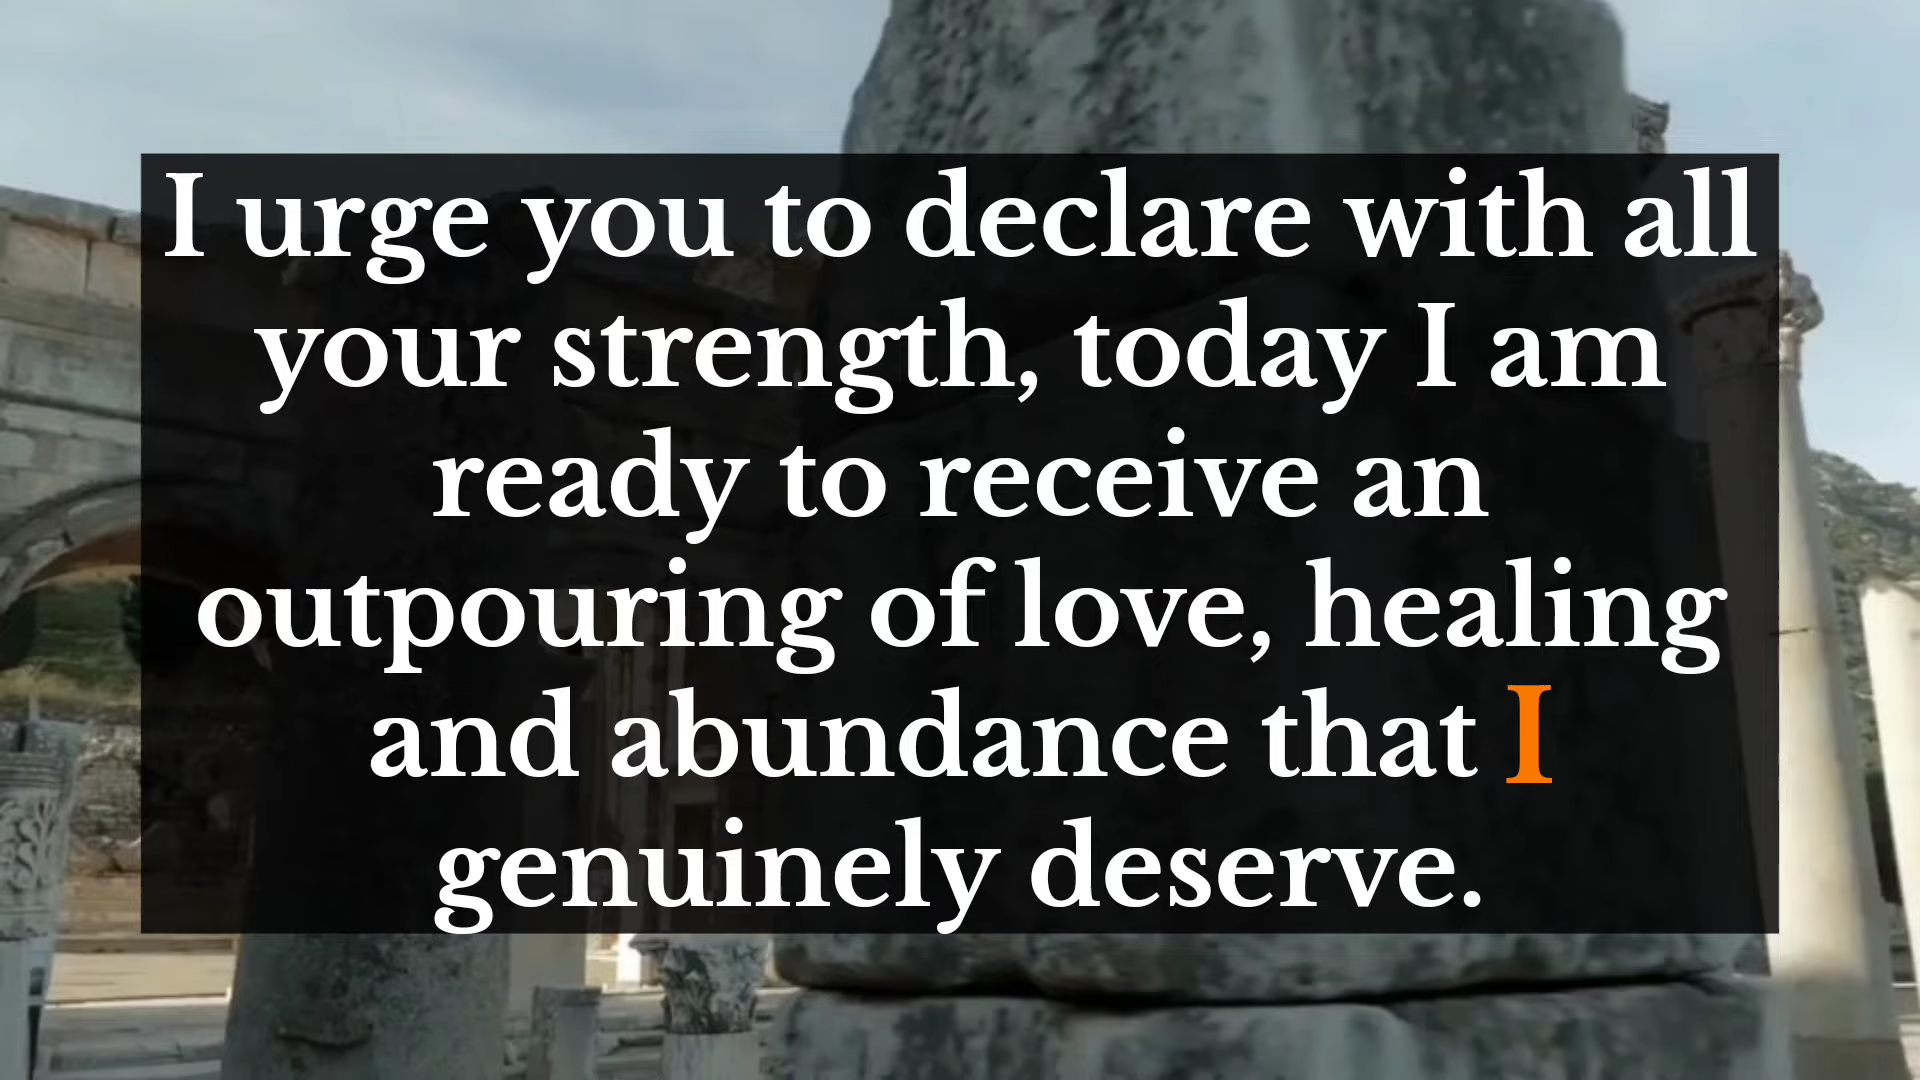 I urge you to declare with all
your strength, today I am
ready to receive an
outpouring of love, healing
and abundance that I
genuinely deserve.